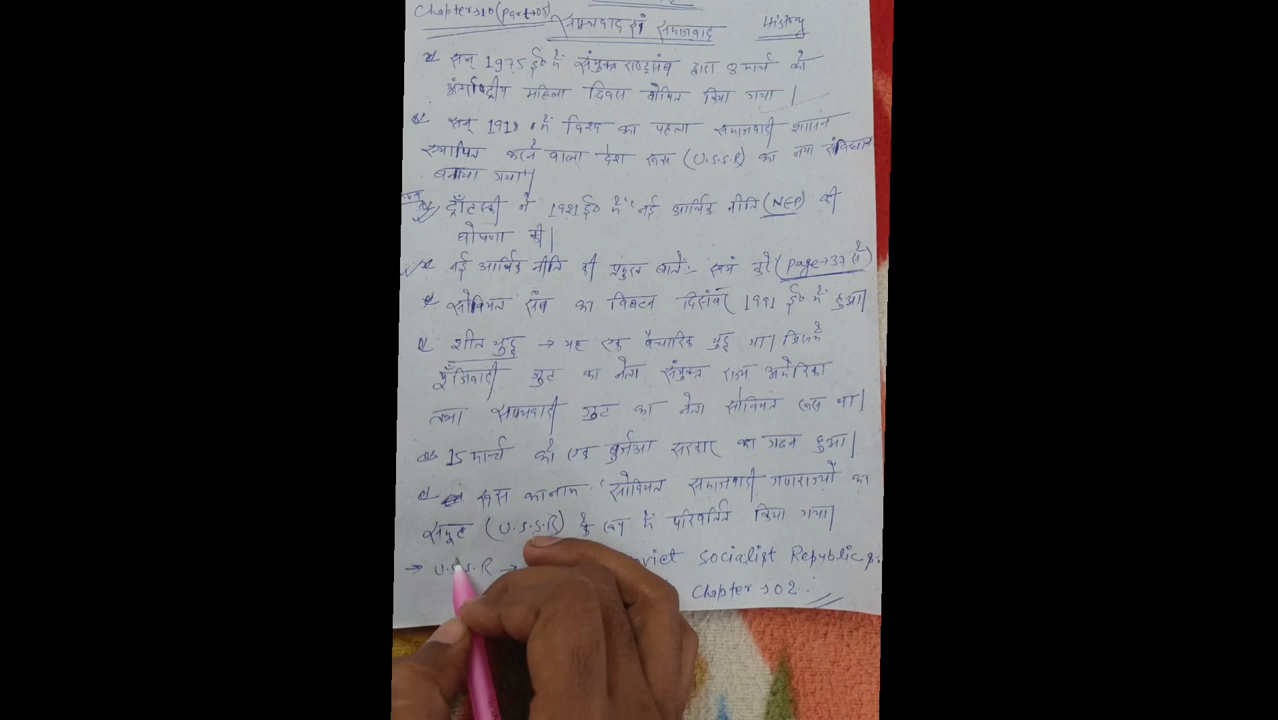 Chapter→01 (Part→05)
साम्यवाद एवं समाजवाद History
सन् 1975 ई० में संयुक्त राष्ट्रसंघ द्वारा 8 मार्च को
अंर्तराष्ट्रीय महिला दिवस घोषित किया गया |
सन् 1918 में विश्व का पहला समाजवादी शासन
स्थापित करने वाला देश रूस (U.S.S.R) का नया संविधान
बनाया गया |
ट्रॉटस्की ने 1921 ई० में नई आर्थिक नीति (NEP) की
घोषणा की |
नई आर्थिक नीति की प्रमुख बातें:- स्वयं करें (Page→37 में)
सोवियत संघ का विघटन दिसंबर 1991 ई० में हुआ |
शीत युद्ध → यह एक वैचारिक युद्ध था | जिसमें
पूँजिवादी गुट का नेता संयुक्त राज्य अमेरिका
तथा साम्यवादी गुट का नेता सोवियत रूस था |
15 मार्च को एक बुर्जआ सरकार का गठन हुआ |
रूस का नाम 'सोवियत समाजवादी गणराज्यों का
समूह (U.S.S.R) के रूप में परिवर्तित किया गया |
→ U.S.S.R → Socialist Republic
Chapter→02